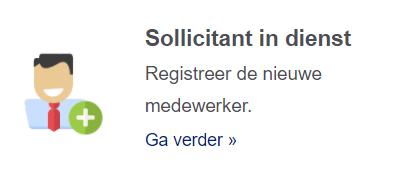 Sollicitant in dienst
Registreer de nieuwe
medewerker.
Ga verder »